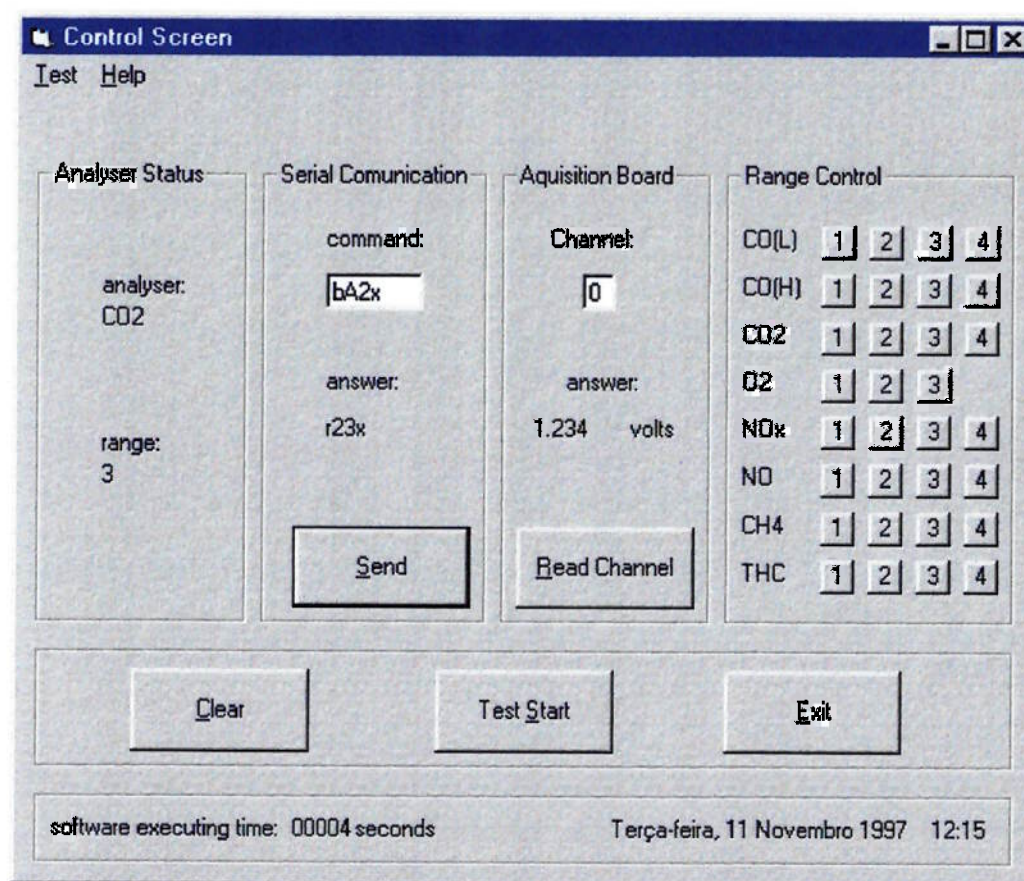 Control Screen
Test Help
Analyser Status
analyser:
CO2
range:
3
Serial Comunication
command:
bA2x
answer:
r23x
Send
Aquisition Board
Channel:
0
answer:
1.234 volts
Read Channel
Range Control
CO(L) 1 2 3 4
CO(H) 1 2 3 4
CO2 1 2 3 4
O2 1 2 3
NOx 1 2 3 4
NO 1 2 3 4
CH4 1 2 3 4
THC 1 2 3 4
Clear Test Start Exit
software executing time: 00004 seconds Terça-feira, 11 Novembro 1997 12:15